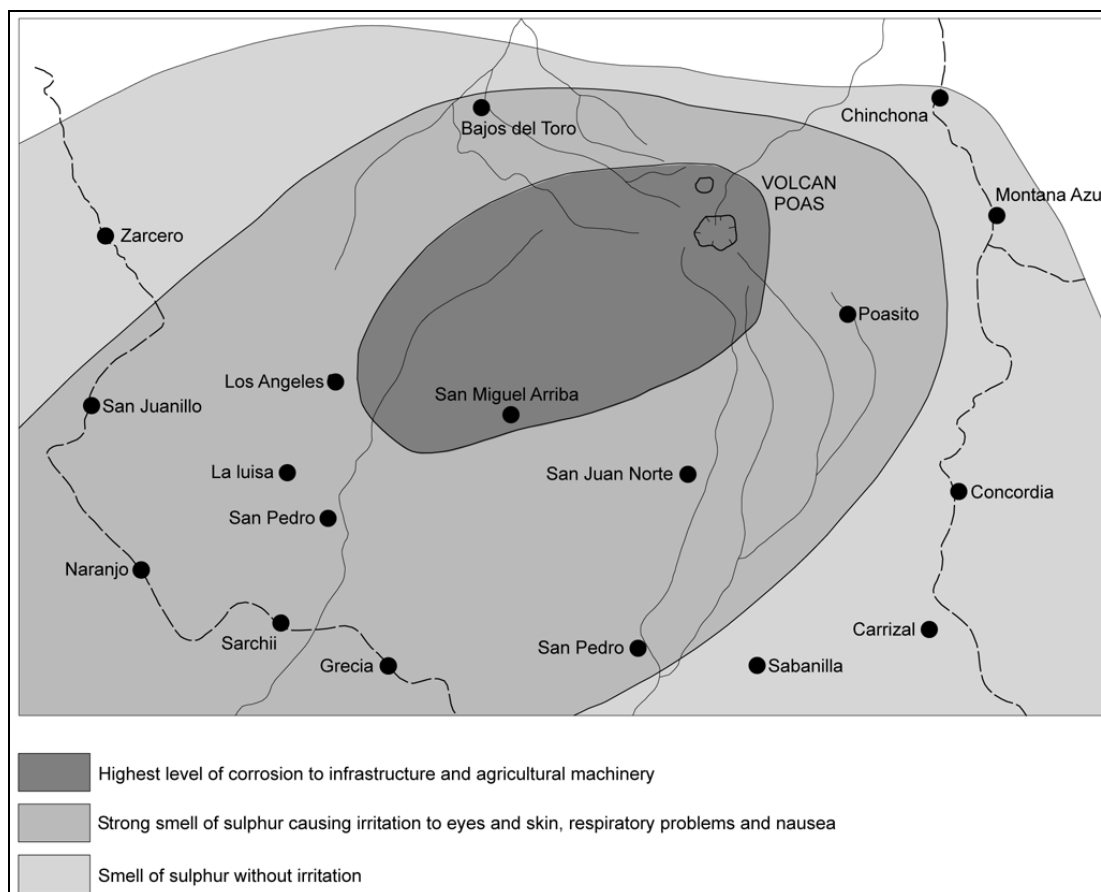 Bajos del Toro
Chinchona
VOLCAN
POAS
Montana Azu
Zarcero
Poasito
Los Angeles
San Miguel Arriba
San Juanillo
La luisa
San Juan Norte
Concordia
San Pedro
Naranjo
Sarchii
Carrizal
San Pedro
Grecia
Sabanilla
Highest level of corrosion to infrastructure and agricultural machinery
Strong smell of sulphur causing irritation to eyes and skin, respiratory problems and nausea
Smell of sulphur without irritation